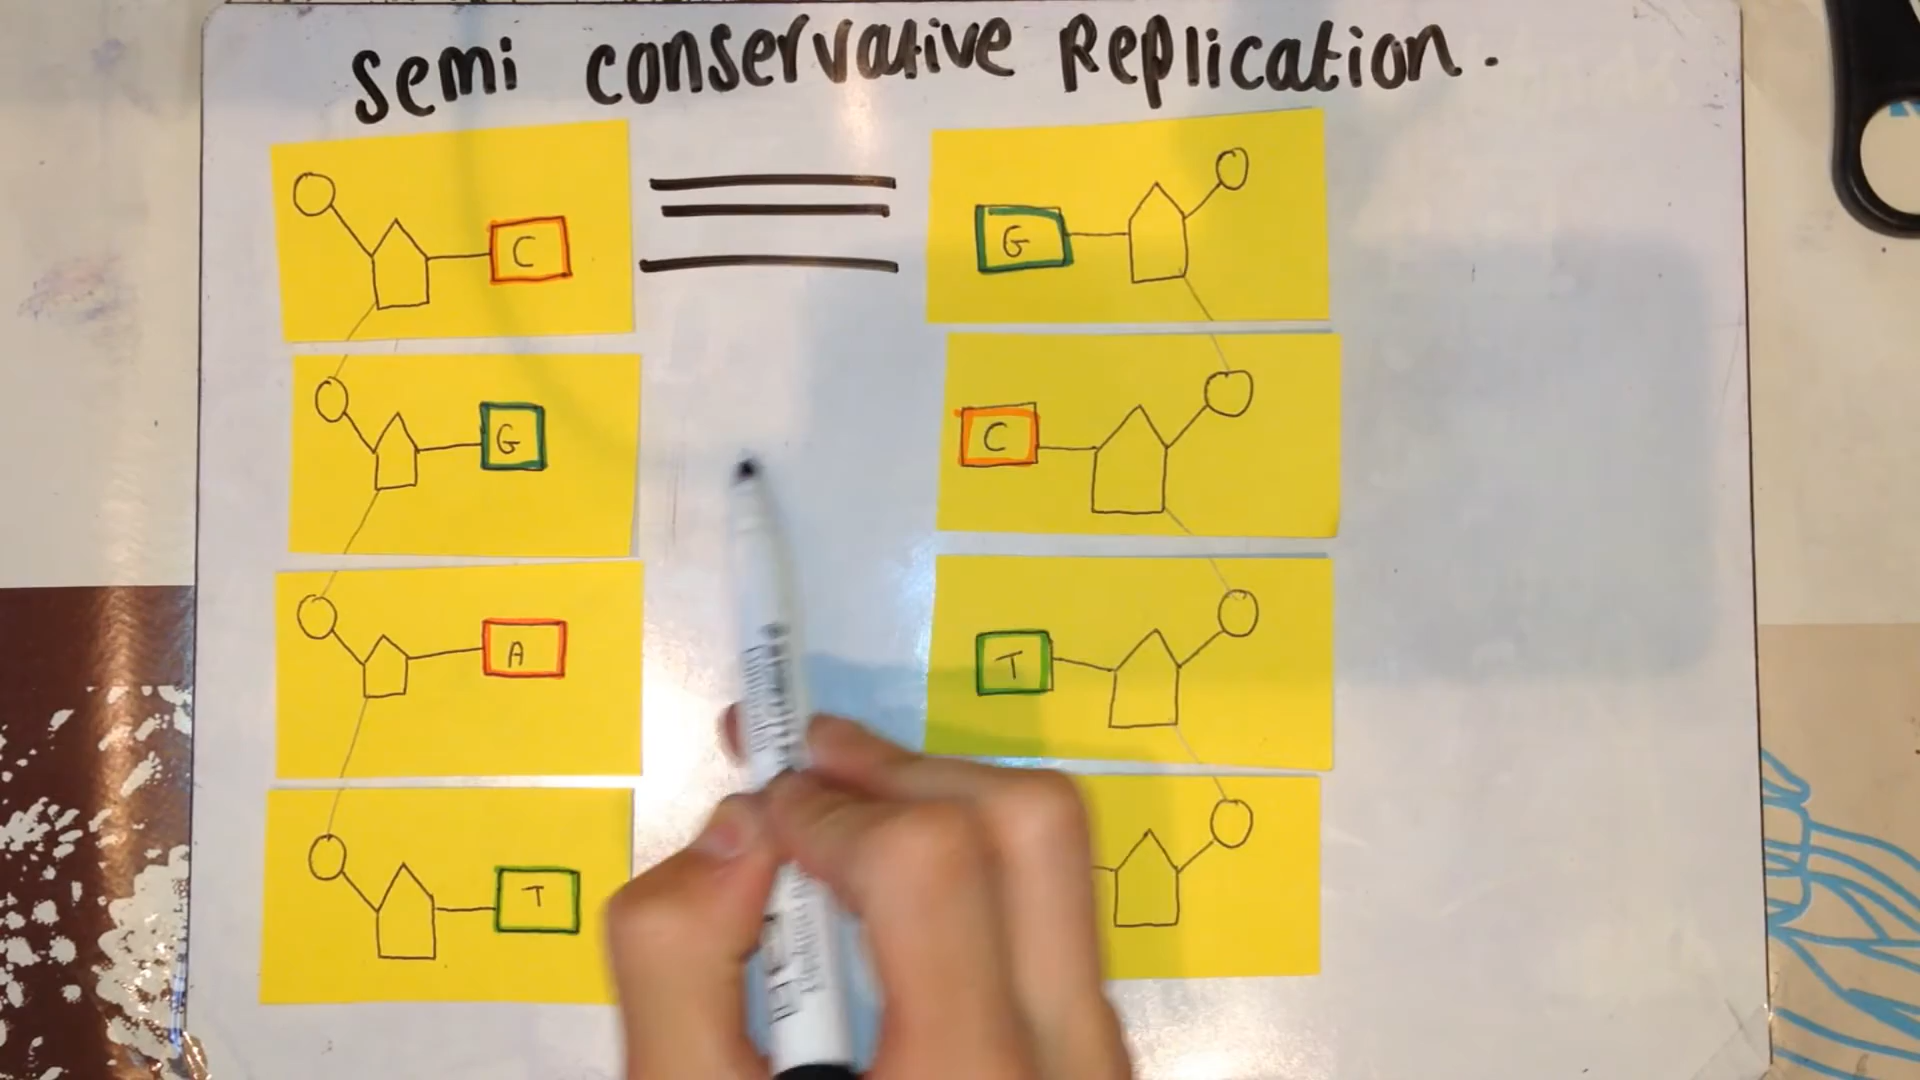 Semi conservative Replication.
C G
G C
A T
T